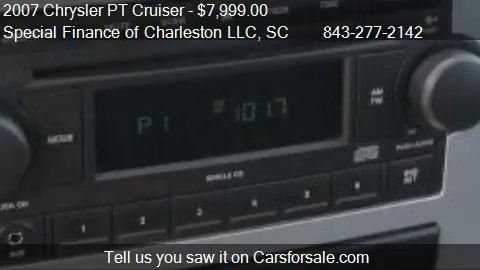 2007 Chrysler PT Cruiser - $7,999.00
Special Finance of Charleston LLC, SC 843-277-2142
AM
FM
P1 101.7
SINGLE CD
SET
1 2 3 4 5 6
Tell us you saw it on Carsforsale.com